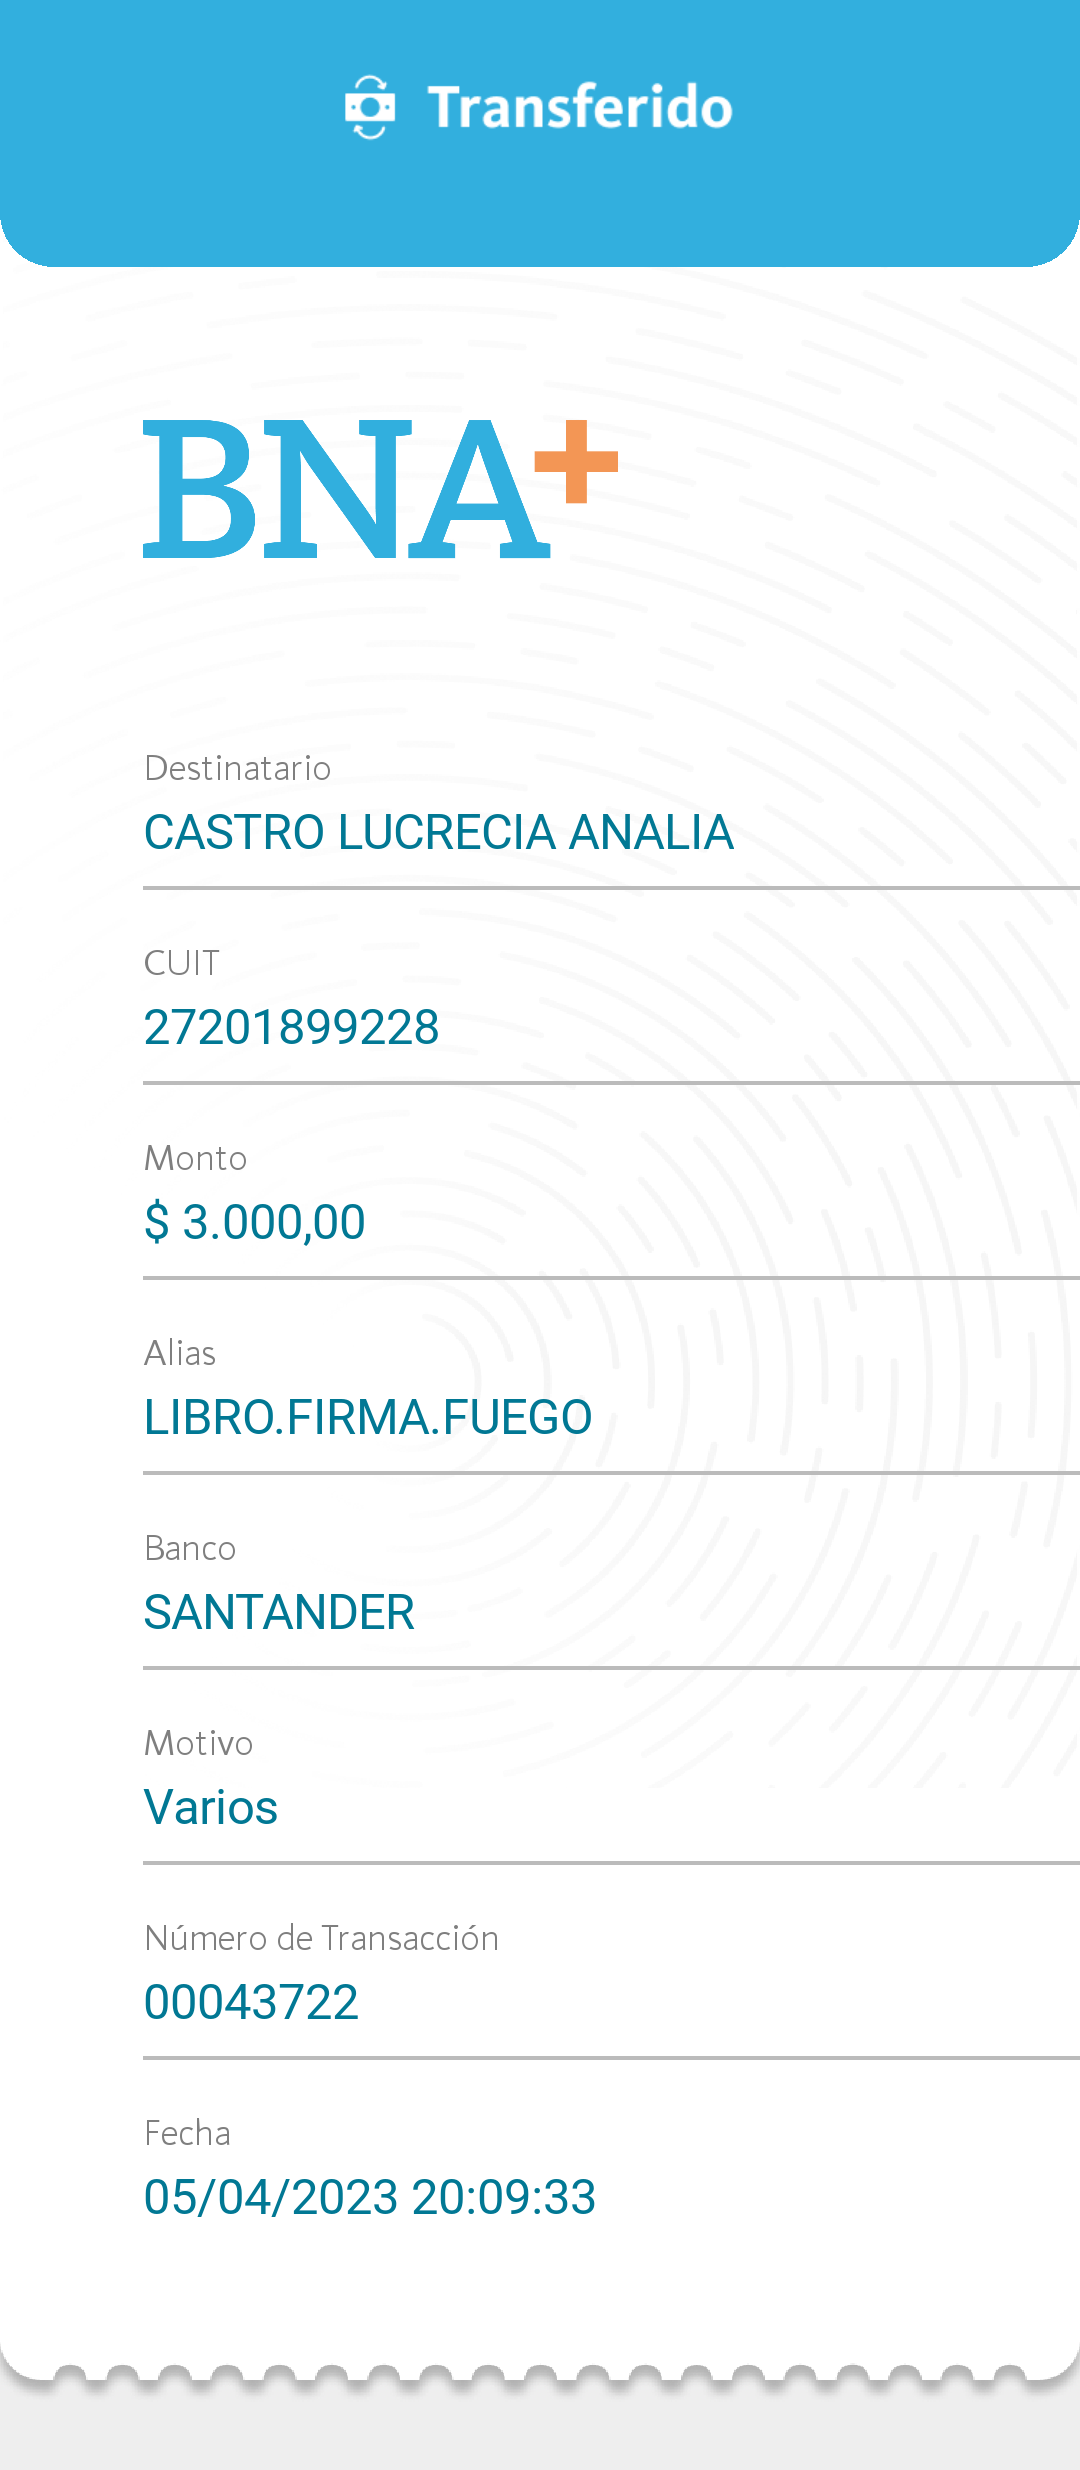 Transferido
BNA+
Destinatario
CASTRO LUCRECIA ANALIA
CUIT
27201899228
Monto
$ 3.000,00
Alias
LIBRO.FIRMA.FUEGO
Banco
SANTANDER
Motivo
Varios
Número de Transacción
00043722
Fecha
05/04/2023 20:09:33